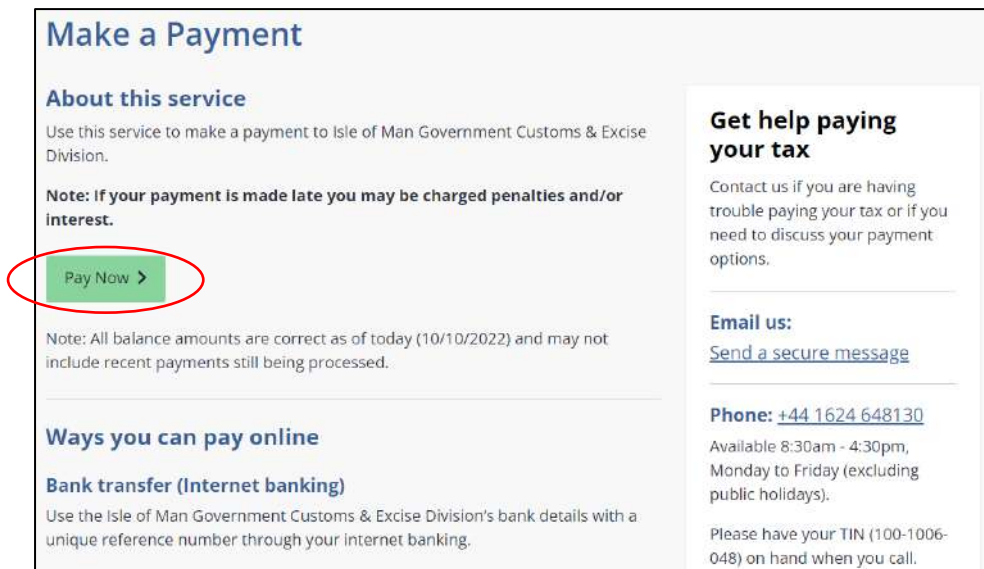 Make a Payment
About this service
Use this service to make a payment to Isle of Man Government Customs & Excise
Division.
Note: If your payment is made late you may be charged penalties and/or
interest.
Pay Now >
Note: All balance amounts are correct as of today (10/10/2022) and may not
include recent payments still being processed.
Ways you can pay online
Bank transfer (Internet banking)
Use the Isle of Man Government Customs & Excise Division's bank details with a
unique reference number through your internet banking.
Get help paying
your tax
Contact us if you are having
trouble paying your tax or if you
need to discuss your payment
options.
Email us:
Send a secure message
Phone: +44 1624 648130
Available 8:30am - 4:30pm,
Monday to Friday (excluding
public holidays).
Please have your TIN (100-1006-
048) on hand when you call.